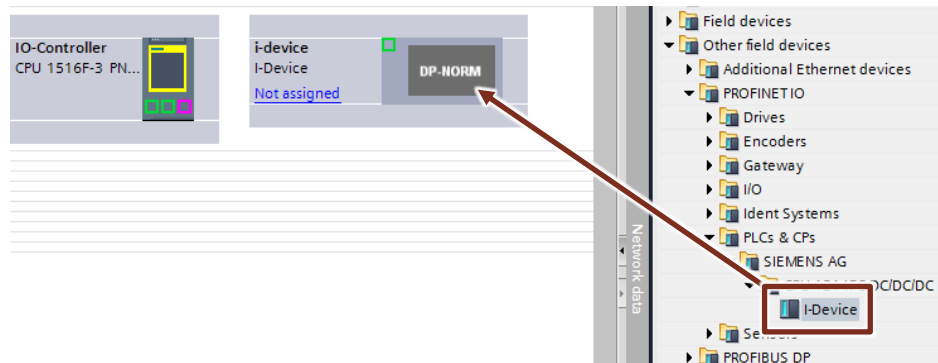 IO-Controller
CPU 1516F-3 PN...
i-device
I-Device
Not assigned
DP-NORM
Network data
Field devices
Other field devices
Additional Ethernet devices
PROFINET IO
Drives
Encoders
Gateway
I/O
Ident Systems
PLCs & CPs
SIEMENS AG
DC/DC/DC
I-Device
PROFIBUS DP